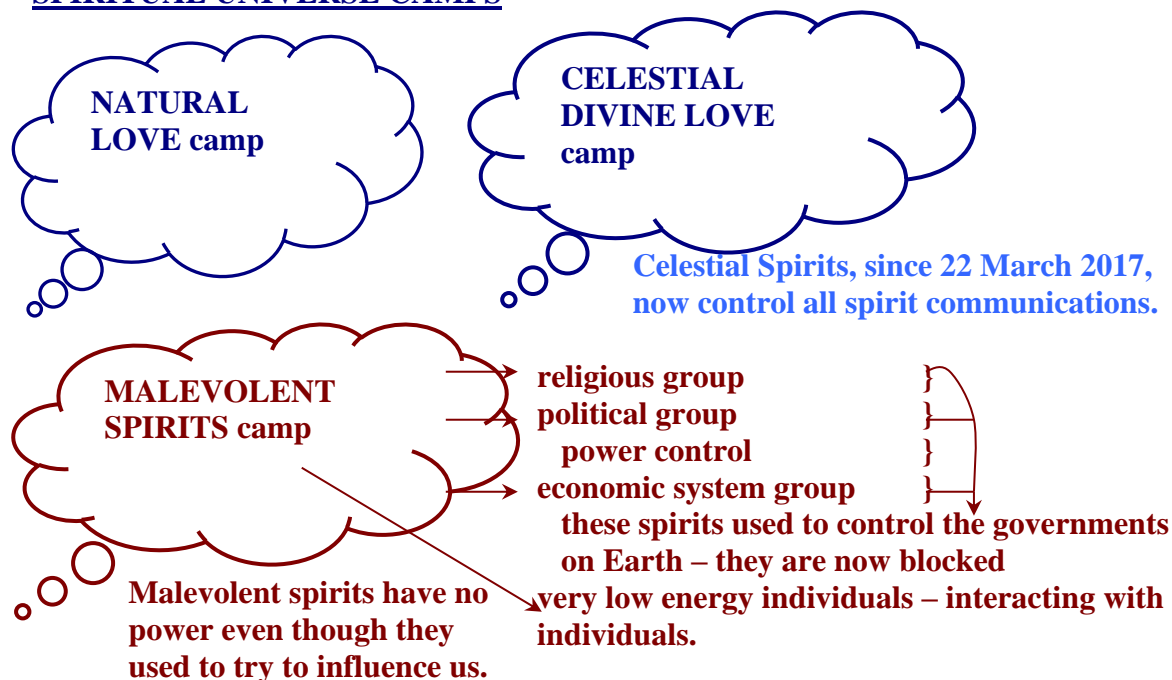 SPIRITUAL UNIVERSE CAMPS
NATURAL
LOVE camp
CELESTIAL
DIVINE LOVE
camp
Celestial Spirits, since 22 March 2017,
now control all spirit communications.
MALEVOLENT
SPIRITS camp
religious group }
political group }
power control }
economic system group }
these spirits used to control the governments
on Earth – they are now blocked
very low energy individuals – interacting with
individuals.
Malevolent spirits have no
power even though they
used to try to influence us.